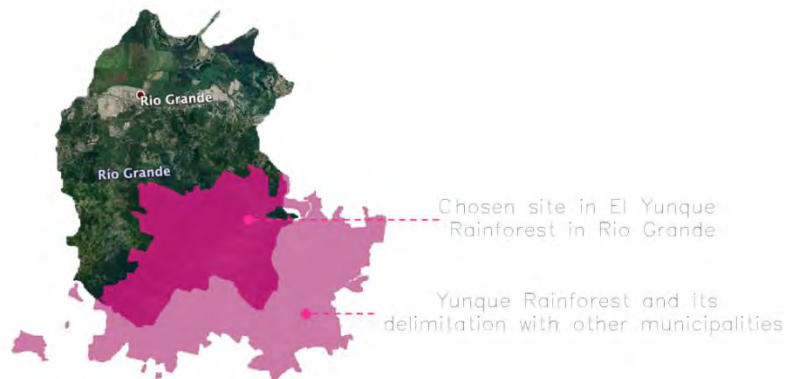 Rio Grande
Río Grande
Chosen site in El Yunque
Rainforest in Rio Grande
Yunque Rainforest and its
delimitation with other municipalities